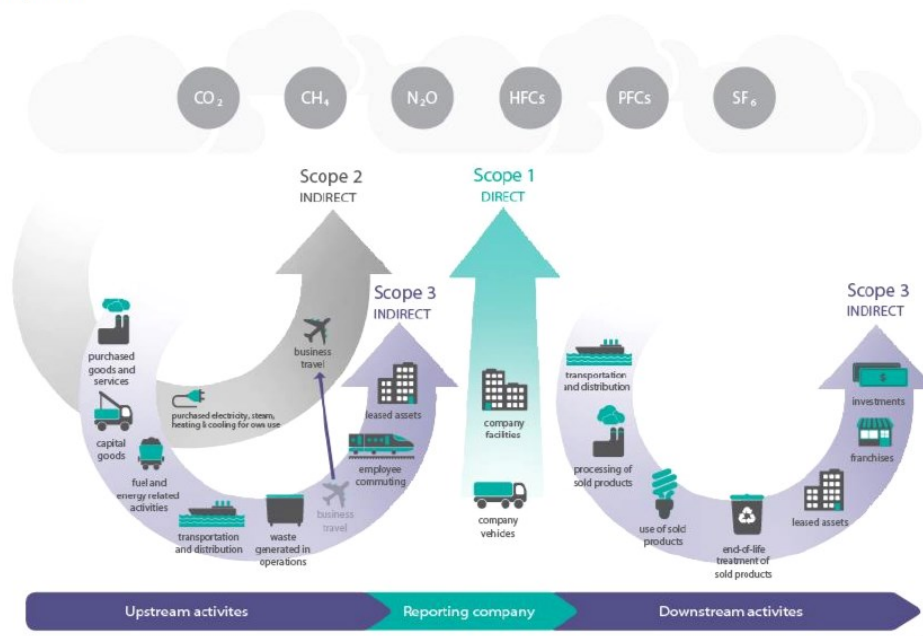 CO₂
CH₄
N₂O
HFCs
PFCs
SF₆
Scope 2
INDIRECT
Scope 1
DIRECT
Scope 3
INDIRECT
Scope 3
INDIRECT
purchased
goods and
services
capital
goods
fuel and
energy related
activities
transportation
and distribution
waste
generated in
operations
business
travel
employee
commuting
leased assets
purchased electricity, steam,
heating & cooling for own use
business
travel
company
facilities
company
vehicles
transportation
and distribution
processing of
sold products
use of sold
products
end-of-life
treatment of
sold products
leased assets
franchises
$
investments
Upstream activites
Reporting company
Downstream activites